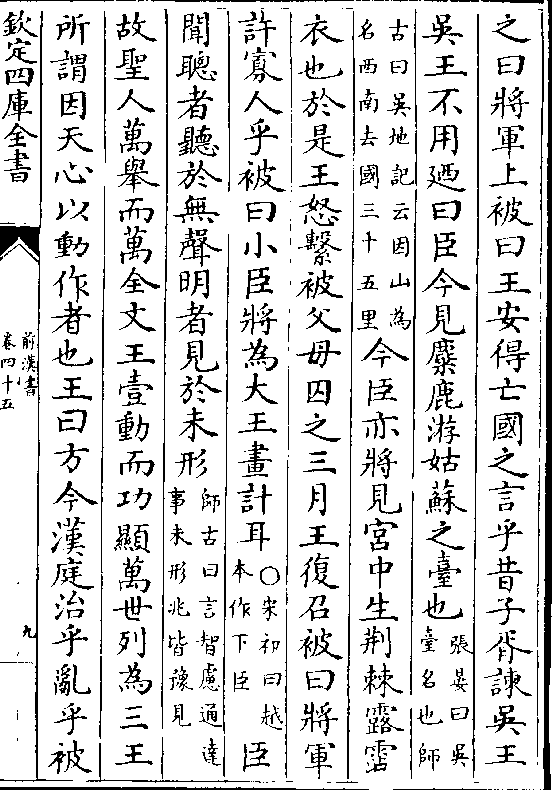 之曰將軍上被曰王安得亡國之言乎昔子胥諫吳王
吳王不用廼曰臣今見麋鹿游姑蘇之臺也張晏曰吳臺名也師
古曰吳地記云因山為名西南去國三十五里今臣亦將見宮中生荆棘露霑
衣也於是王怒繫被父母囚之三月王復召被曰將軍
許寡人乎被曰小臣將為大王畫計耳○宋祁曰越本作下臣臣
聞聰者聽於無聲明者見於未形師古曰言智慮通達事未形兆皆豫見
故聖人萬舉而萬全文王壹動而功顯萬世列為三王
所謂因天心以動作者也王曰方今漢庭治乎亂乎被
欽定四庫全書
前漢書
卷四十五
九